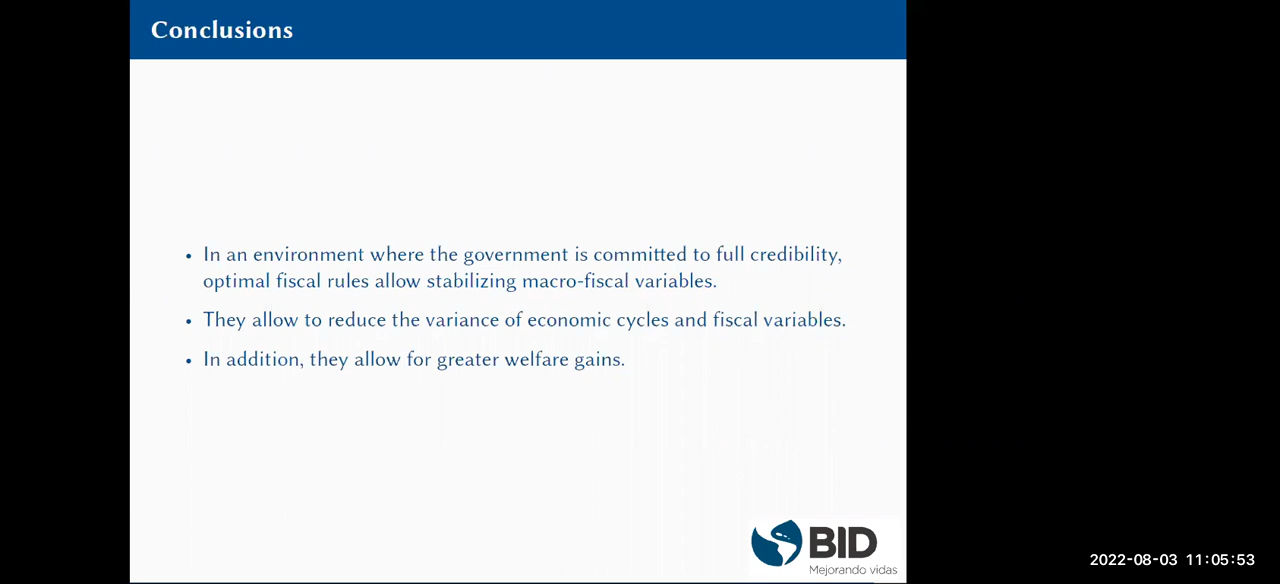 Conclusions
• In an environment where the government is committed to full credibility,
optimal fiscal rules allow stabilizing macro-fiscal variables.
• They allow to reduce the variance of economic cycles and fiscal variables.
• In addition, they allow for greater welfare gains.
BID
Mejorando vidas
2022-08-03 11:05:53